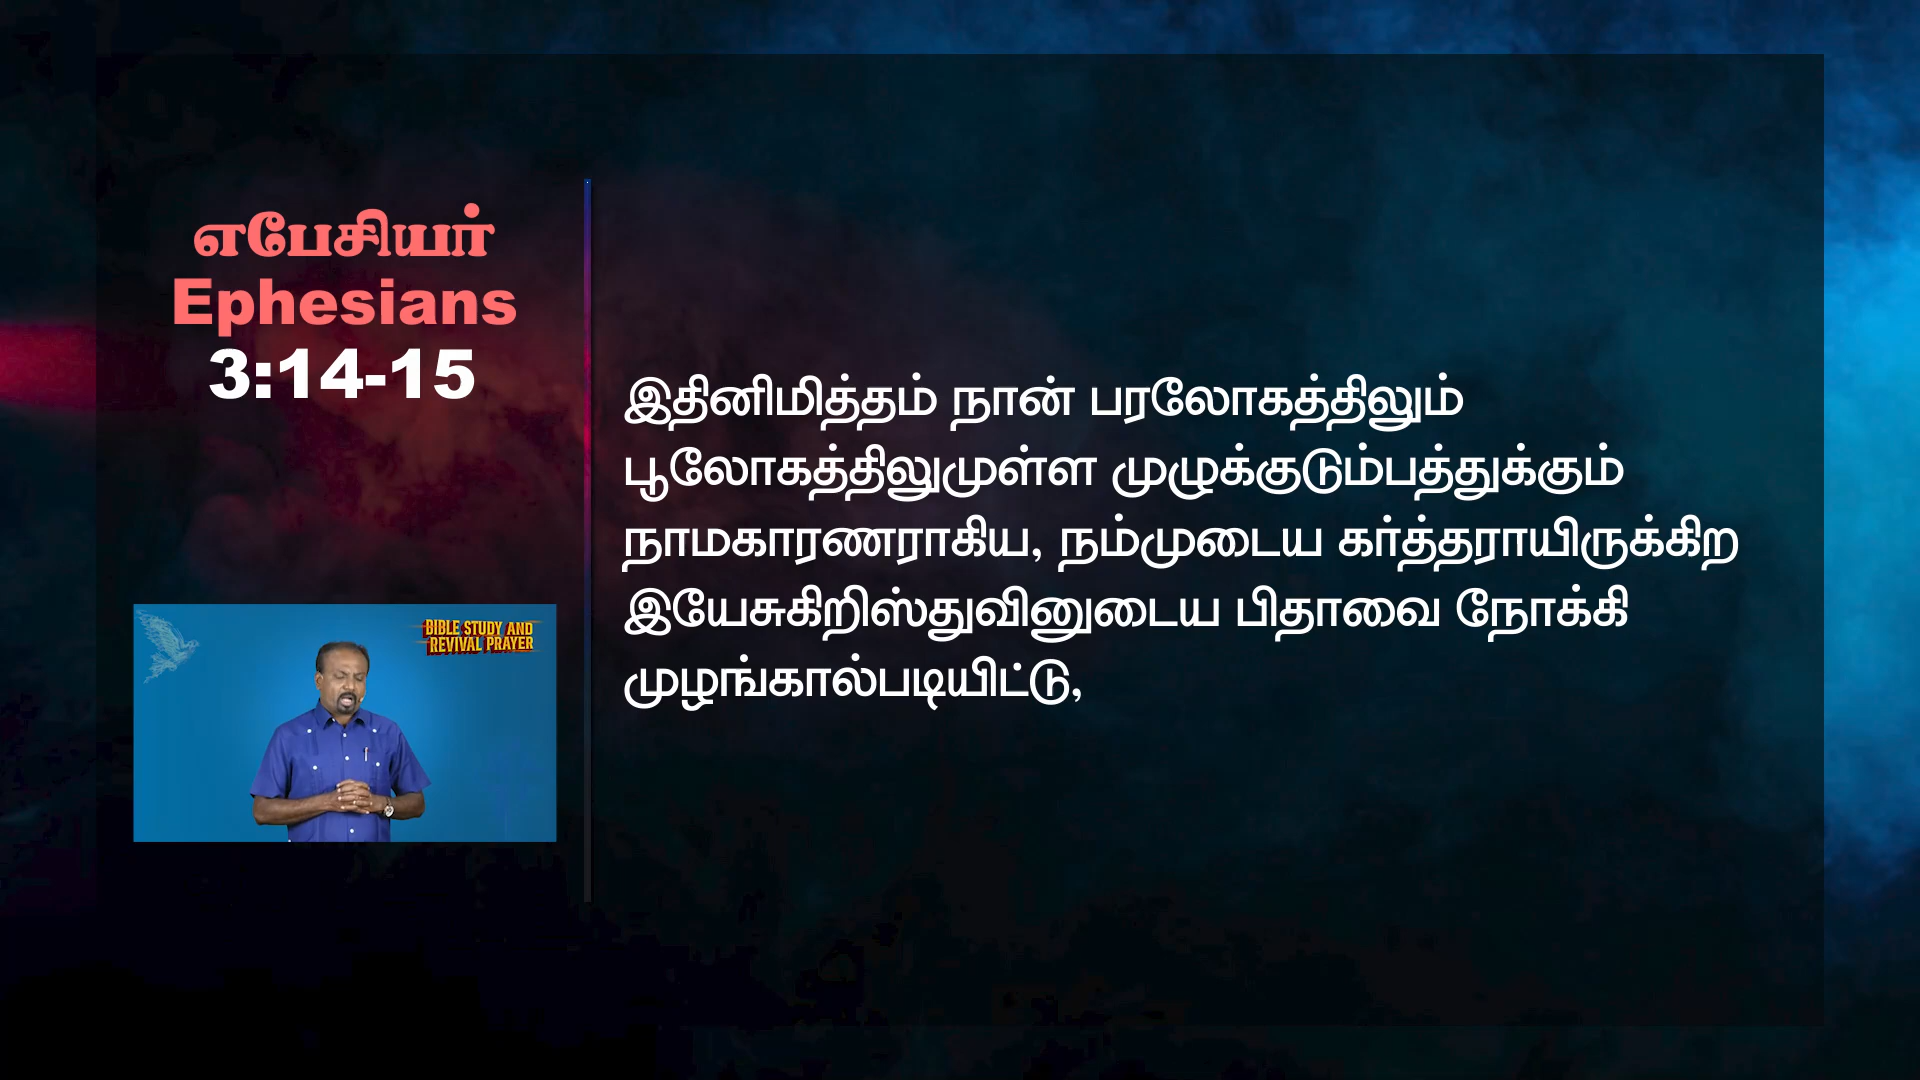 எபேசியர்
Ephesians
3:14-15
இதினிமித்தம் நான் பரலோகத்திலும்
பூலோகத்திலுமுள்ள முழுக்குடும்பத்துக்கும்
நாமகாரணராகிய, நம்முடைய கர்த்தராயிருக்கிற
இயேசுகிறிஸ்துவினுடைய பிதாவை நோக்கி
முழங்கால்படியிட்டு,
BIBLE STUDY AND
REVIVAL PRAYER